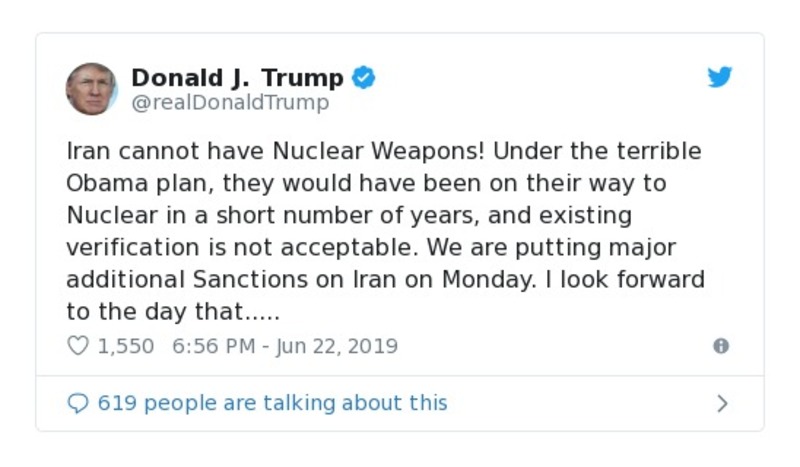 Donald J. Trump
@realDonaldTrump
Iran cannot have Nuclear Weapons! Under the terrible
Obama plan, they would have been on their way to
Nuclear in a short number of years, and existing
verification is not acceptable. We are putting major
additional Sanctions on Iran on Monday. I look forward
to the day that.....
1,550 6:56 PM - Jun 22, 2019
619 people are talking about this